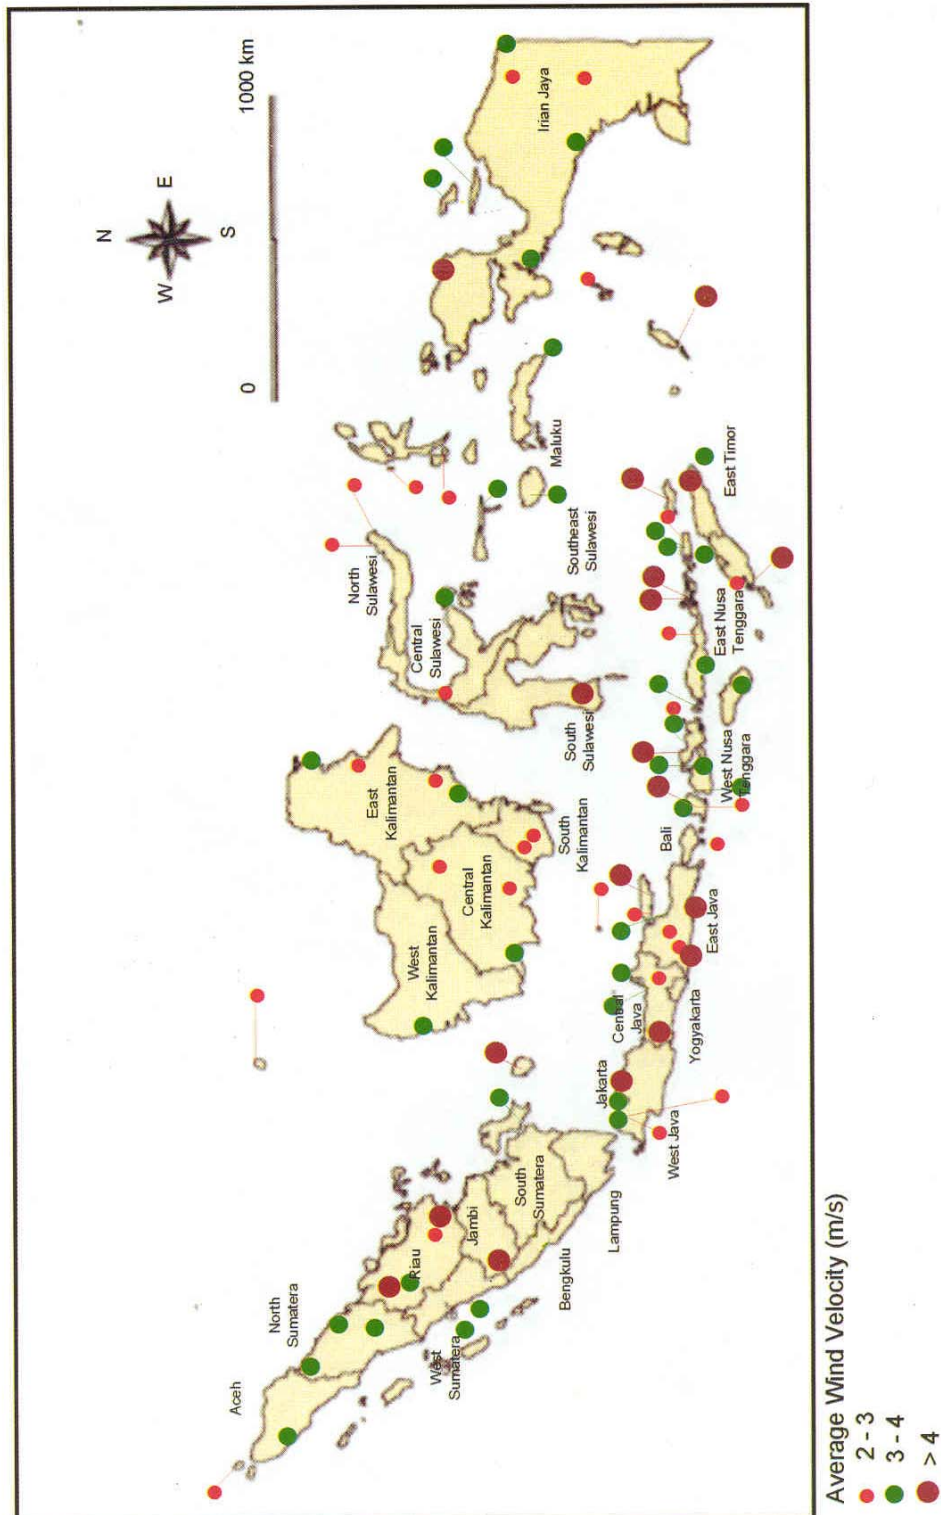 N
W
E
S
0
1000 km
Aceh
North
Sumatera
Riau
West
Sumatera
Jambi
South
Sumatera
Bengkulu
Lampung
Jakarta
West Java
Central
Java
Yogyakarta
East Java
Bali
West Nusa
Tenggara
East Nusa
Tenggara
East Timor
West
Kalimantan
Central
Kalimantan
East
Kalimantan
South
Kalimantan
North
Sulawesi
Central
Sulawesi
South
Sulawesi
Southeast
Sulawesi
Maluku
Irian Jaya
Average Wind Velocity (m/s)
2 - 3
3 - 4
> 4